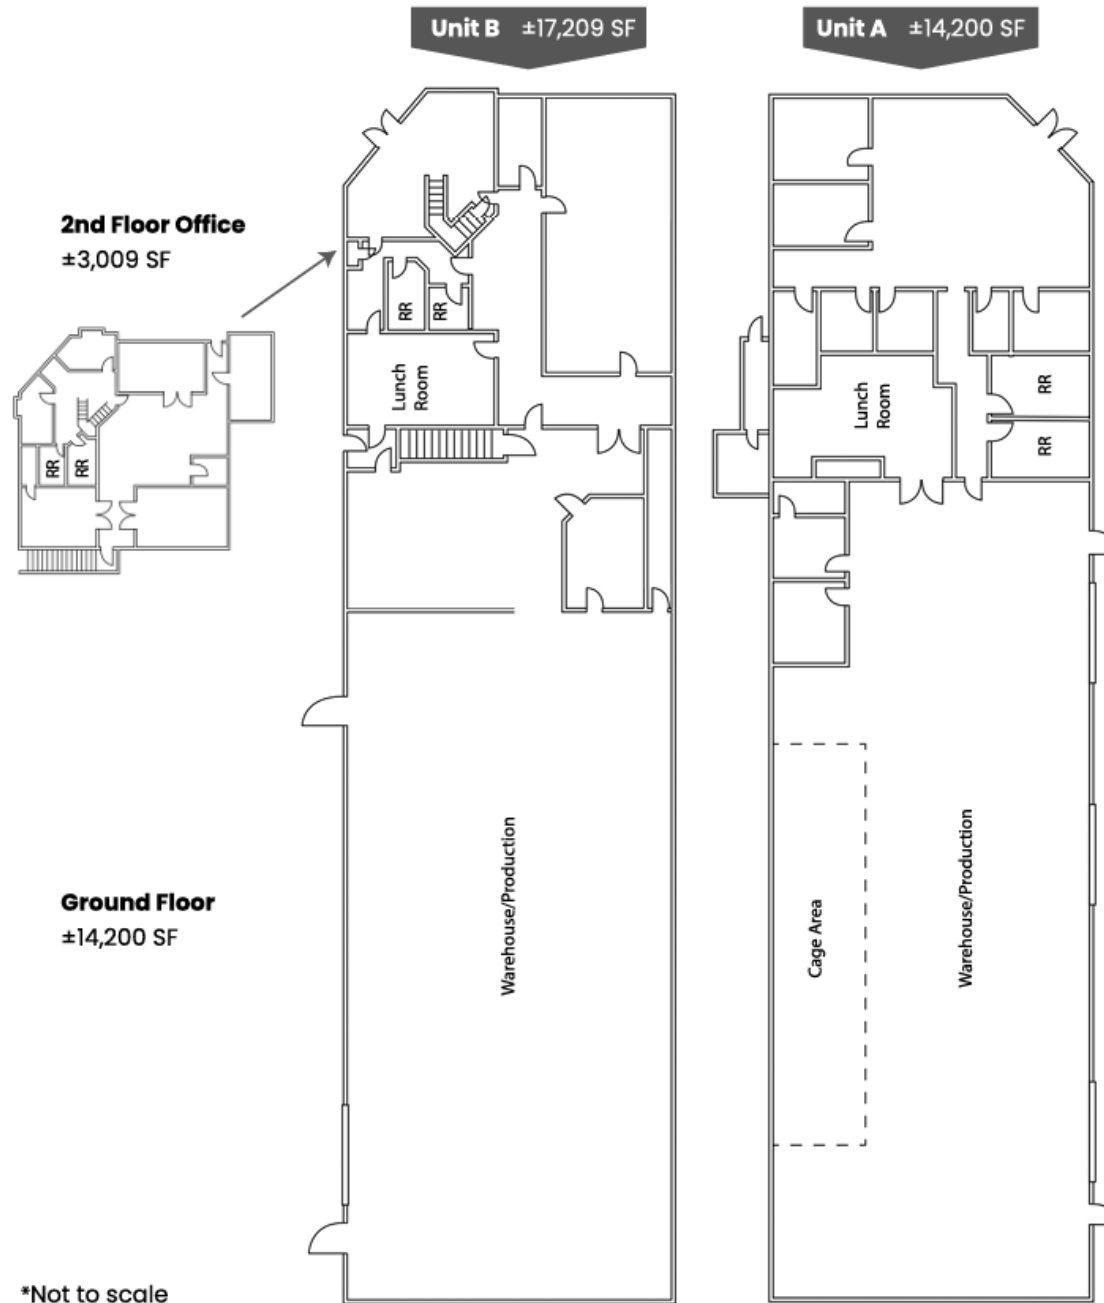 Unit B ±17,209 SF
Unit A ±14,200 SF
2nd Floor Office
±3,009 SF
RR
RR
Lunch
Room
RR
RR
Lunch
Room
RR
RR
Warehouse/Production
Cage Area
Warehouse/Production
Ground Floor
±14,200 SF
*Not to scale